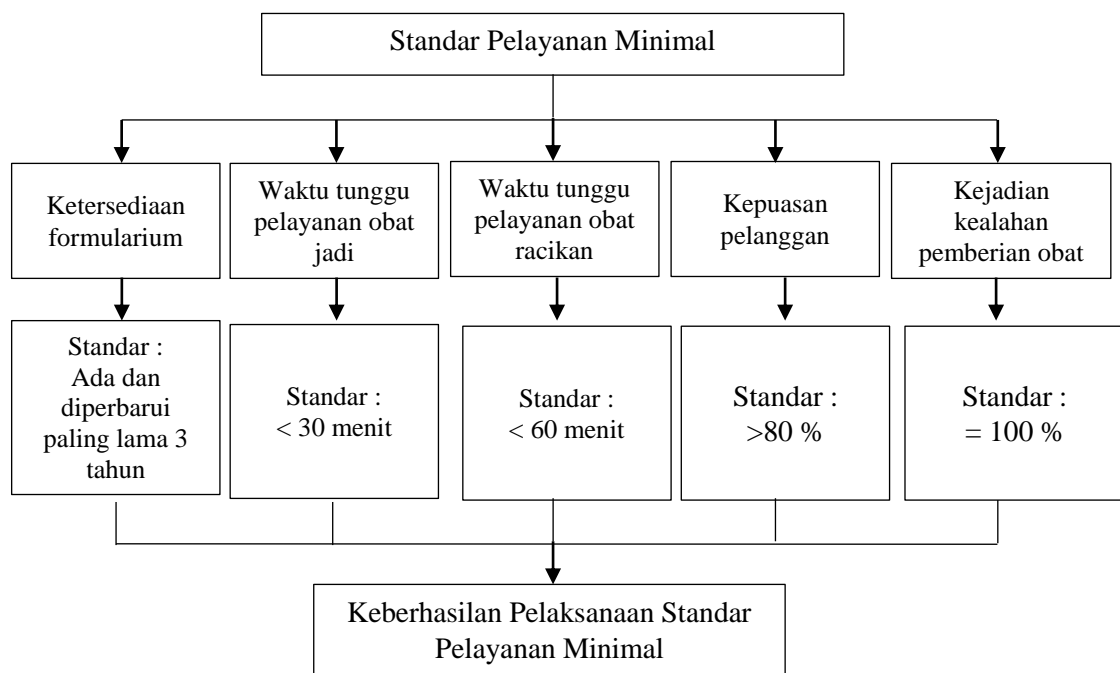 Standar Pelayanan Minimal
Ketersediaan
formularium
Waktu tunggu
pelayanan obat
jadi
Waktu tunggu
pelayanan obat
racikan
Kepuasan
pelanggan
Kejadian
kealahan
pemberian obat
Standar :
Ada dan
diperbarui
paling lama 3
tahun
Standar :
< 30 menit
Standar :
< 60 menit
Standar :
>80 %
Standar :
= 100 %
Keberhasilan Pelaksanaan Standar
Pelayanan Minimal